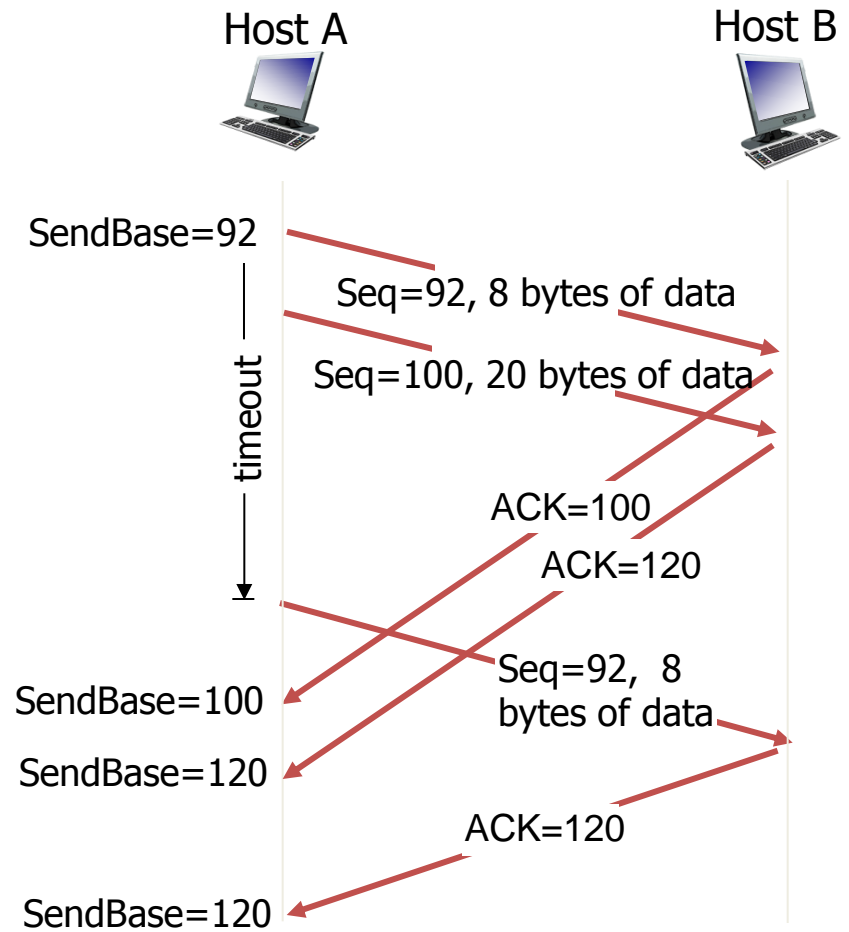 Host A
Host B
SendBase=92
Seq=92, 8 bytes of data
Seq=100, 20 bytes of data
timeout
ACK=100
ACK=120
Seq=92, 8
bytes of data
SendBase=100
SendBase=120
ACK=120
SendBase=120